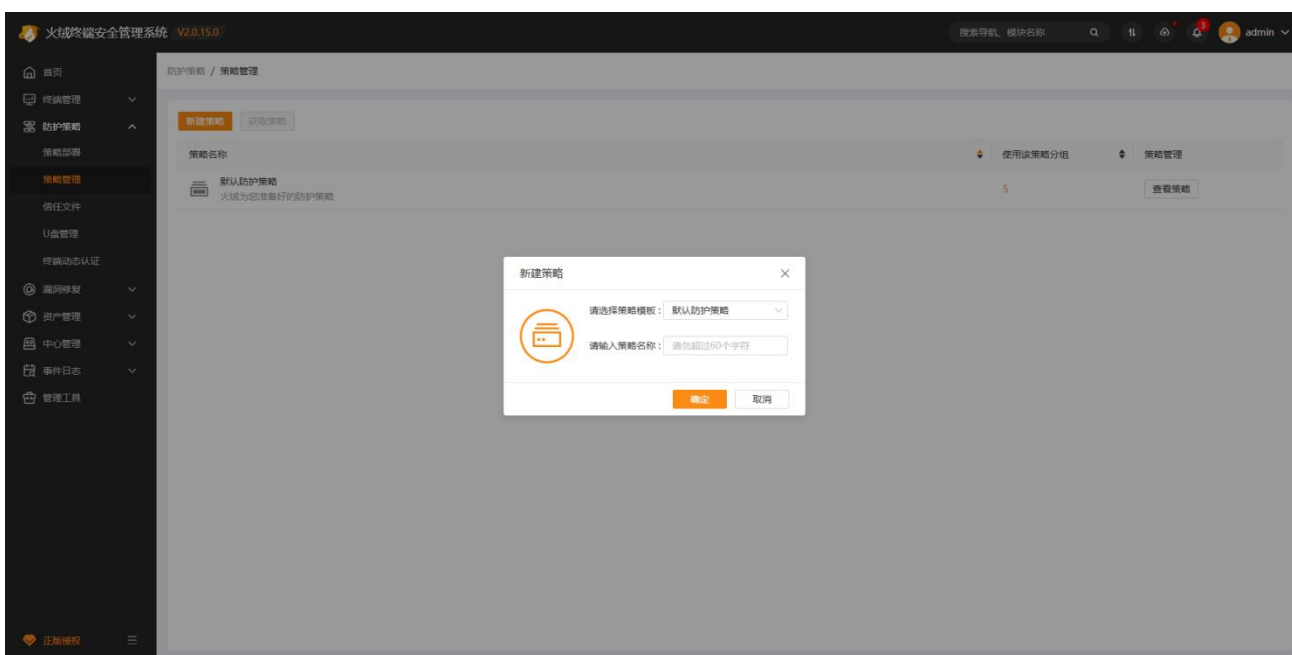 火绒终端安全管理系统 V2.0.15.0
搜索导航、模块名称
3
admin
首页
终端管理
防护策略
策略部署
策略管理
信任文件
U盘管理
终端动态认证
漏洞修复
资产管理
中心管理
事件日志
管理工具
正版授权
防护策略 / 策略管理
新建策略 获取策略
策略名称 使用该策略分组 策略管理
默认防护策略 5 查看策略
火绒为您准备好的防护策略
新建策略
请选择策略模板： 默认防护策略
请输入策略名称： 请勿超过60个字符
确定 取消